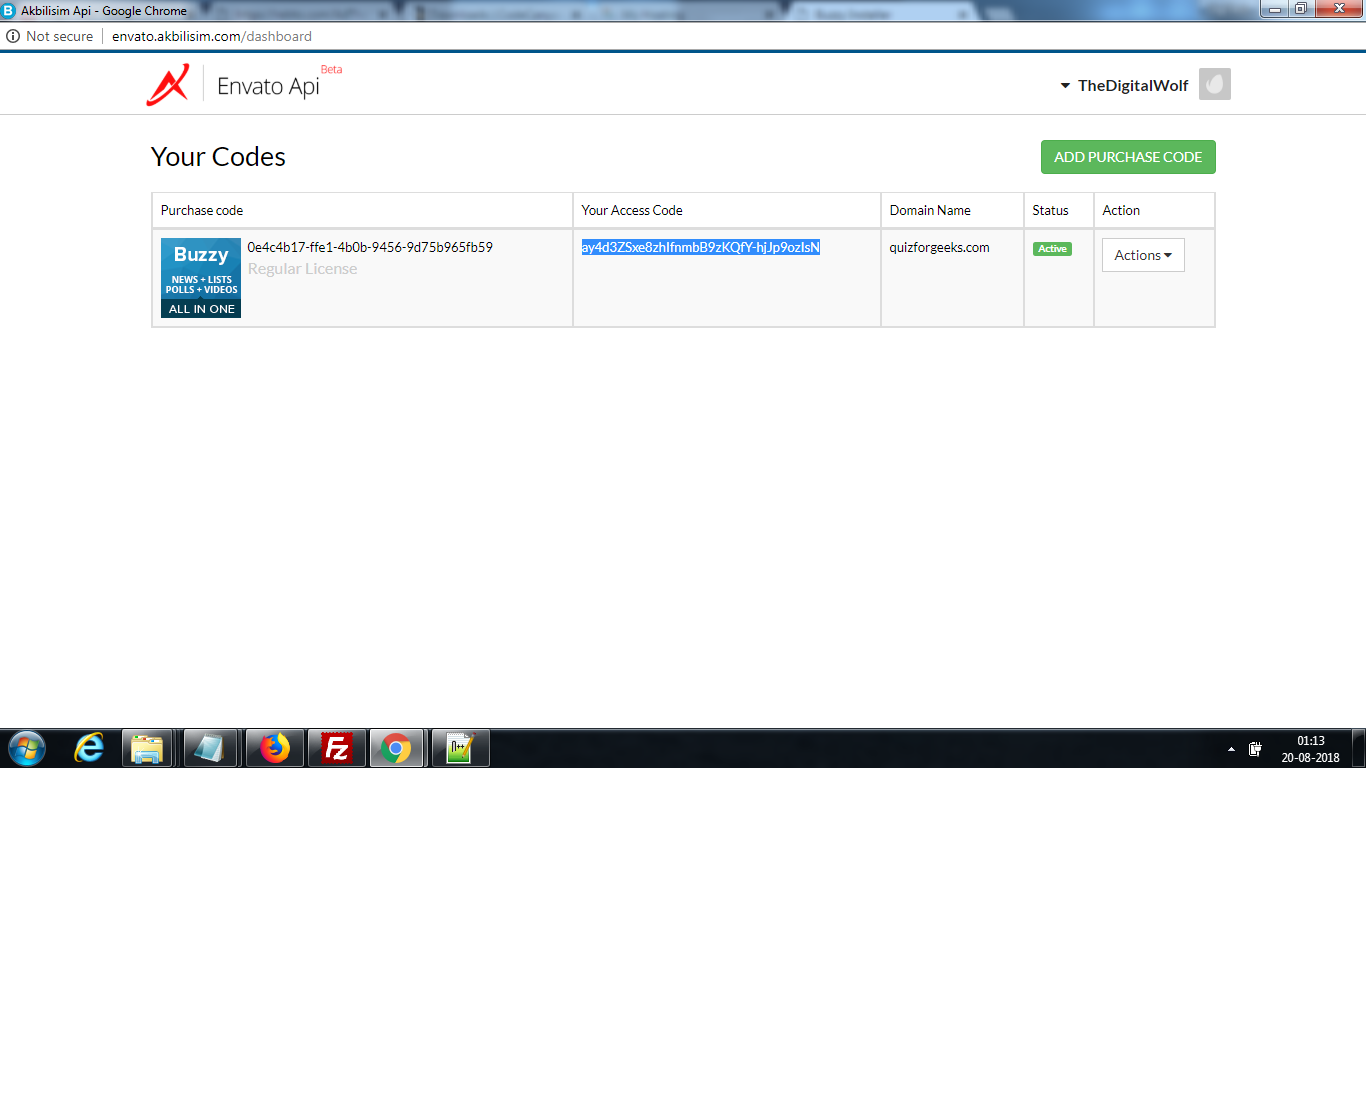 Akbilisim Api - Google Chrome
Not secure
envato.akbilisim.com/dashboard
Envato Api
Beta
TheDigitalWolf
Your Codes
ADD PURCHASE CODE
Purchase code
Your Access Code
Domain Name
Status
Action
Buzzy
NEWS + LISTS
POLLS + VIDEOS
ALL IN ONE
0e4c4b17-ffe1-4b0b-9456-9d75b965fb59
Regular License
ay4d3ZSxe8zhIfnmbB9zKQfY-hjJp9ozIsN
quizforgeeks.com
Active
Actions
01:13
20-08-2018